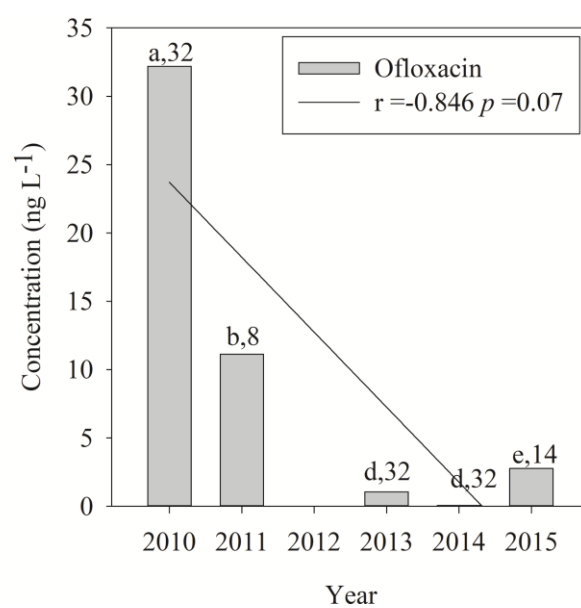 35
30
25
20
15
10
5
0
Concentration (ng L-1)
a,32
b,8
d,32
d,32
e,14
Ofloxacin
r =-0.846 p =0.07
2010 2011 2012 2013 2014 2015
Year